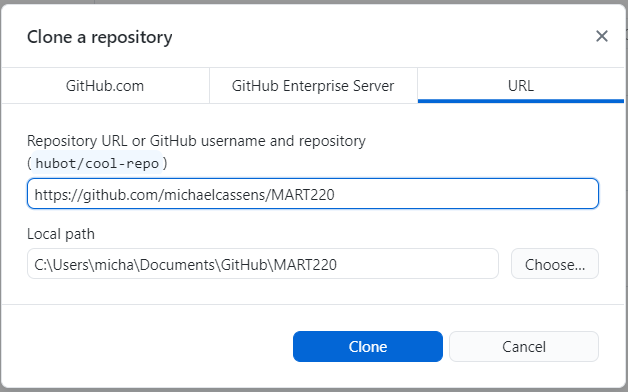 Clone a repository
GitHub.com
GitHub Enterprise Server
URL
Repository URL or GitHub username and repository
(hubot/cool-repo)
https://github.com/michaelcassens/MART220
Local path
C:\Users\micha\Documents\GitHub\MART220
Choose...
Clone
Cancel